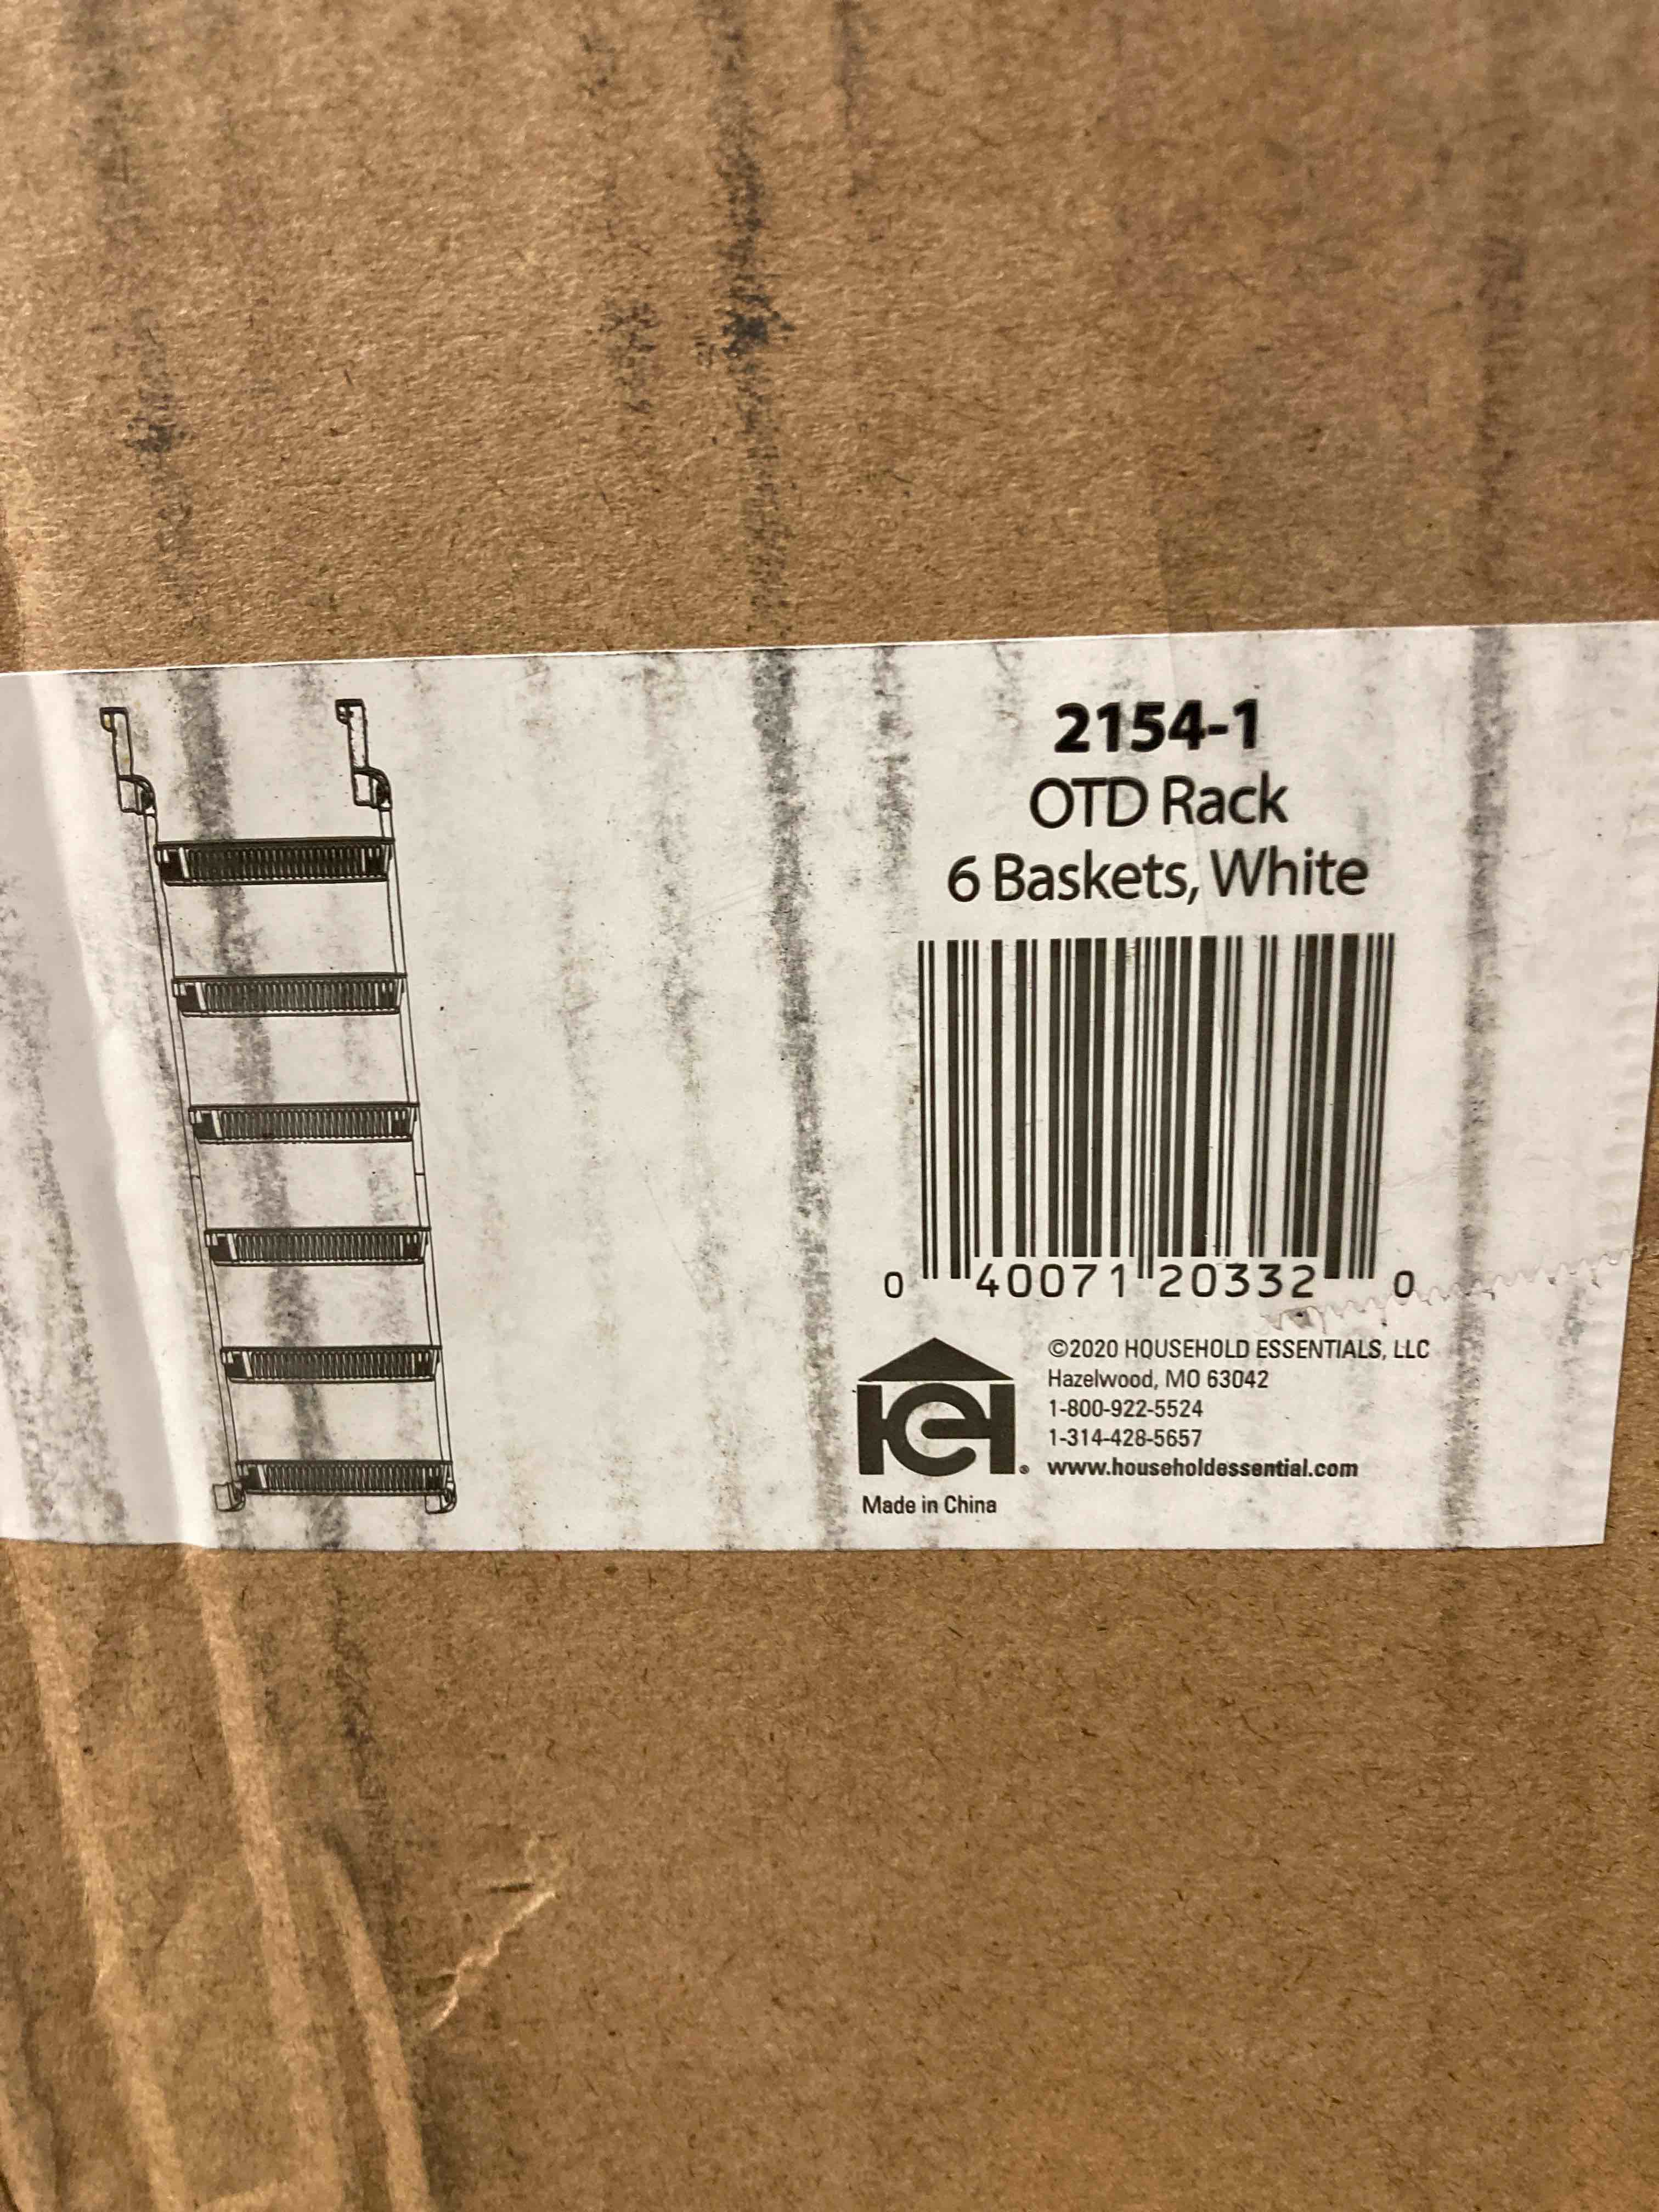 2154-1
OTD Rack
6 Baskets, White
0 40071 20332 0
©2020 HOUSEHOLD ESSENTIALS, LLC
Hazelwood, MO 63042
1-800-922-5524
1-314-428-5657
www.householdessential.com
he®
Made in China